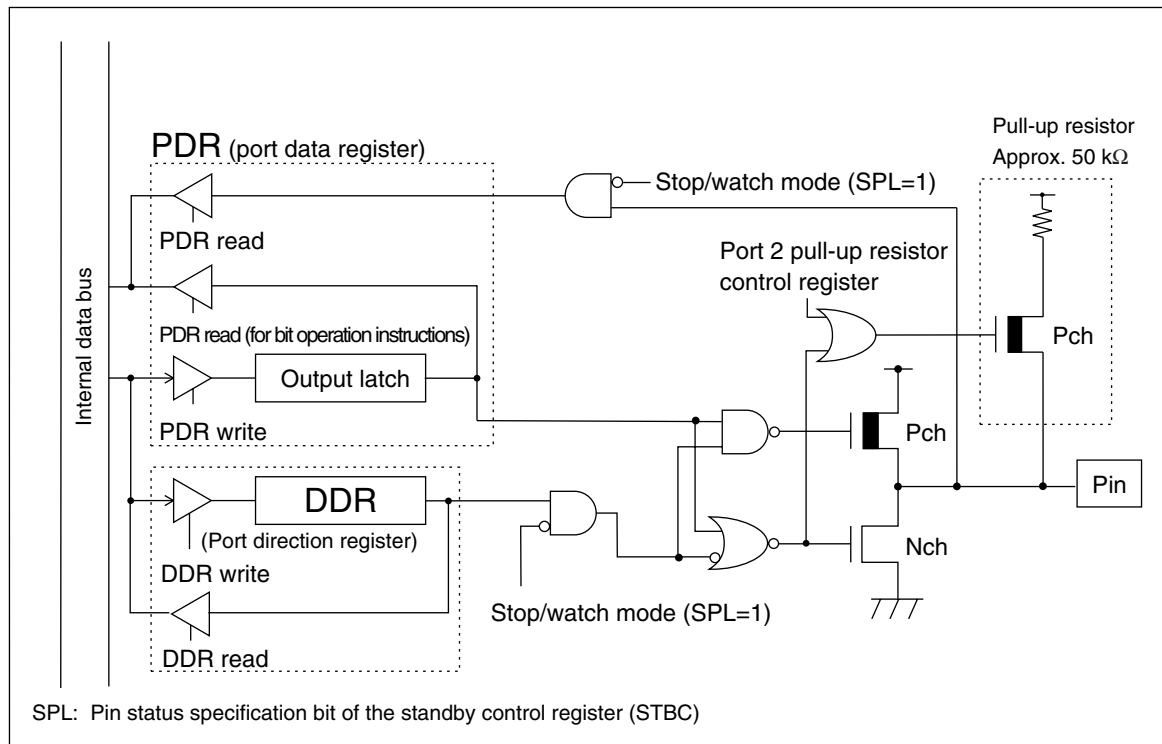 Pull-up resistor
Approx. 50 kΩ
PDR (port data register)
Stop/watch mode (SPL=1)
PDR read
Port 2 pull-up resistor
control register
Internal data bus
PDR read (for bit operation instructions)
Pch
Output latch
PDR write
Pch
Pin
DDR
(Port direction register)
Nch
DDR write
Stop/watch mode (SPL=1)
DDR read
SPL: Pin status specification bit of the standby control register (STBC)